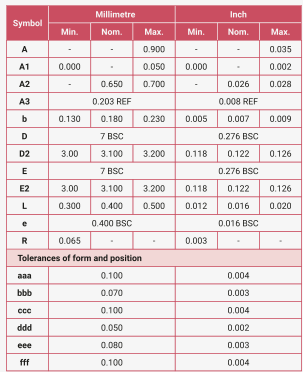 Symbol Millimetre Inch
Min. Nom. Max. Min. Nom. Max.
A - - 0.900 - - 0.035
A1 0.000 - 0.050 0.000 - 0.002
A2 - 0.650 0.700 - 0.026 0.028
A3 0.203 REF 0.008 REF
b 0.130 0.180 0.230 0.005 0.007 0.009
D 7 BSC 0.276 BSC
D2 3.00 3.100 3.200 0.118 0.122 0.126
E 7 BSC 0.276 BSC
E2 3.00 3.100 3.200 0.118 0.122 0.126
L 0.300 0.400 0.500 0.012 0.016 0.020
e 0.400 BSC 0.016 BSC
R 0.065 - - 0.003 - -
Tolerances of form and position
aaa 0.100 0.004
bbb 0.070 0.003
ccc 0.100 0.004
ddd 0.050 0.002
eee 0.080 0.003
fff 0.100 0.004